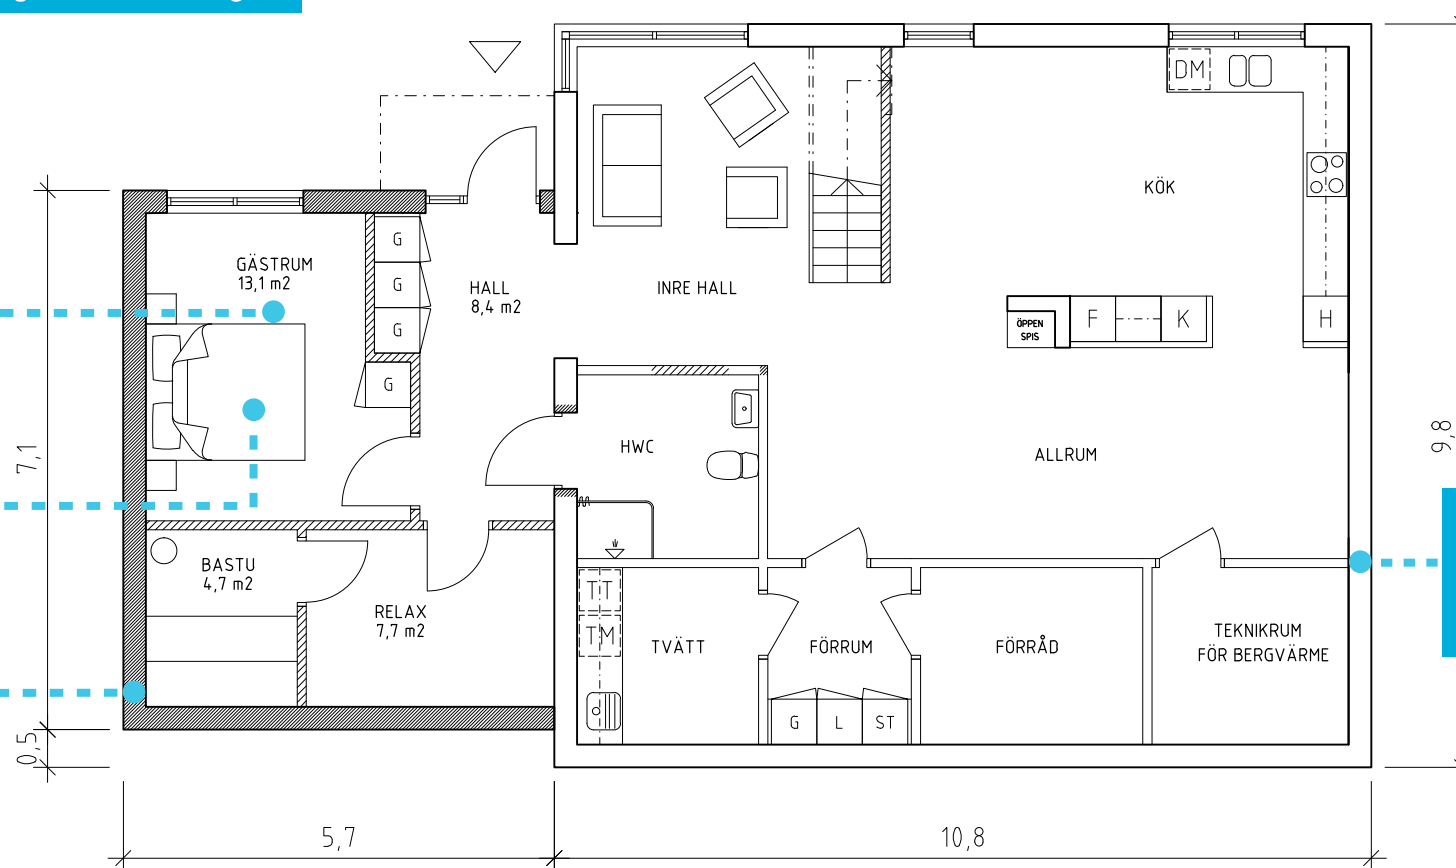 DM
KÖK
GÄSTRUM
13,1 m2
G
G
G
G
HALL
8,4 m2
INRE HALL
ÖPPEN
SPIS
F
K
H
HWC
ALLRUM
BASTU
4,7 m2
RELAX
7,7 m2
TT
TM
TVÄTT
FÖRRUM
G
L
ST
FÖRRÅD
TEKNIKRUM
FÖR BERGVÄRME
7,1
0,5
9,8
5,7
10,8